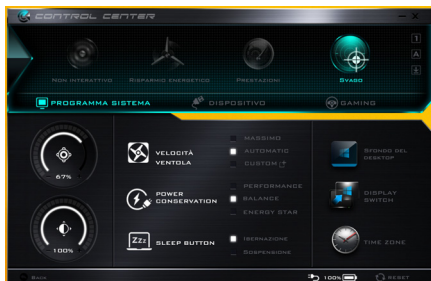 CONTROL CENTER
NON INTERATTIVO
RISPARMIO ENERGETICO
PRESTAZIONI
SVAGO
1
A
PROGRAMMA SISTEMA
DISPOSITIVO
GAMING
67%
VELOCITÀ VENTOLA
MASSIMO
AUTOMATIC
CUSTOM
SFONDO DEL DESKTOP
POWER CONSERVATION
PERFORMANCE
BALANCE
ENERGY STAR
DISPLAY SWITCH
100%
Zzz
SLEEP BUTTON
IBERNAZIONE
SOSPENSIONE
TIME ZONE
BACK
100%
RESET